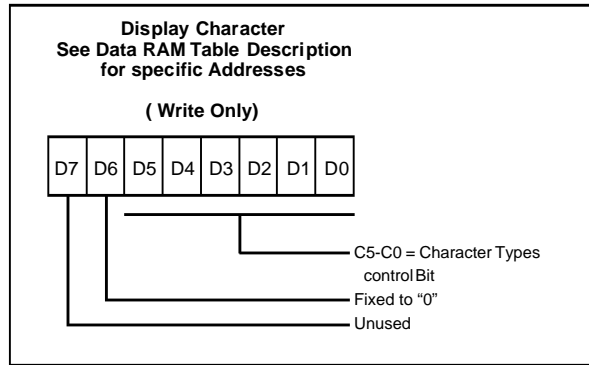 Display Character
See Data RAM Table Description
for specific Addresses
( Write Only)
D7 D6 D5 D4 D3 D2 D1 D0
C5-C0 = Character Types
control Bit
Fixed to “0”
Unused